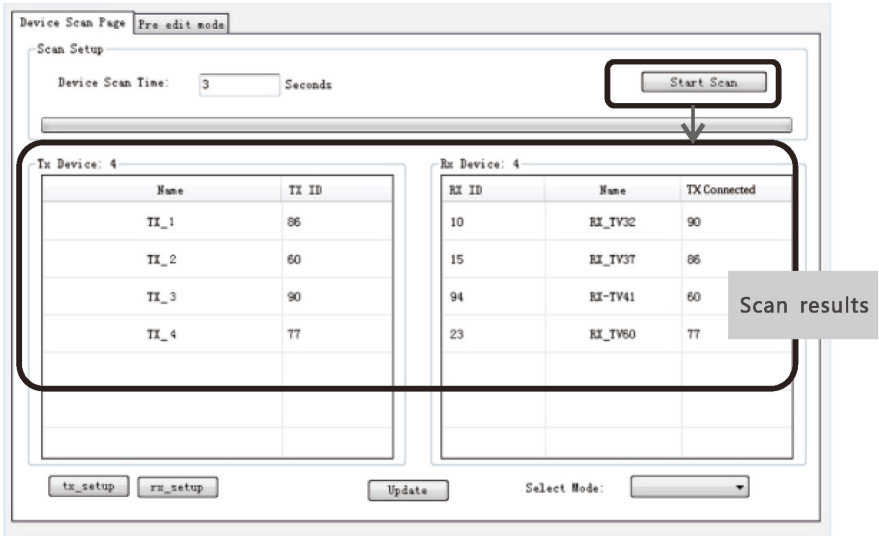 Device Scan Page Pre edit mode
Scan Setup
Device Scan Time: 3 Seconds Start Scan
Tx Device: 4 Rx Device: 4
Name TX ID RX ID Name TX Connected
TX_1 86 10 RX_TV32 90
TX_2 60 15 RX_TV37 86
TX_3 90 94 RX-TV41 60
Scan results
TX_4 77 23 RX_TV60 77
tx_setup rx_setup Update Select Mode: